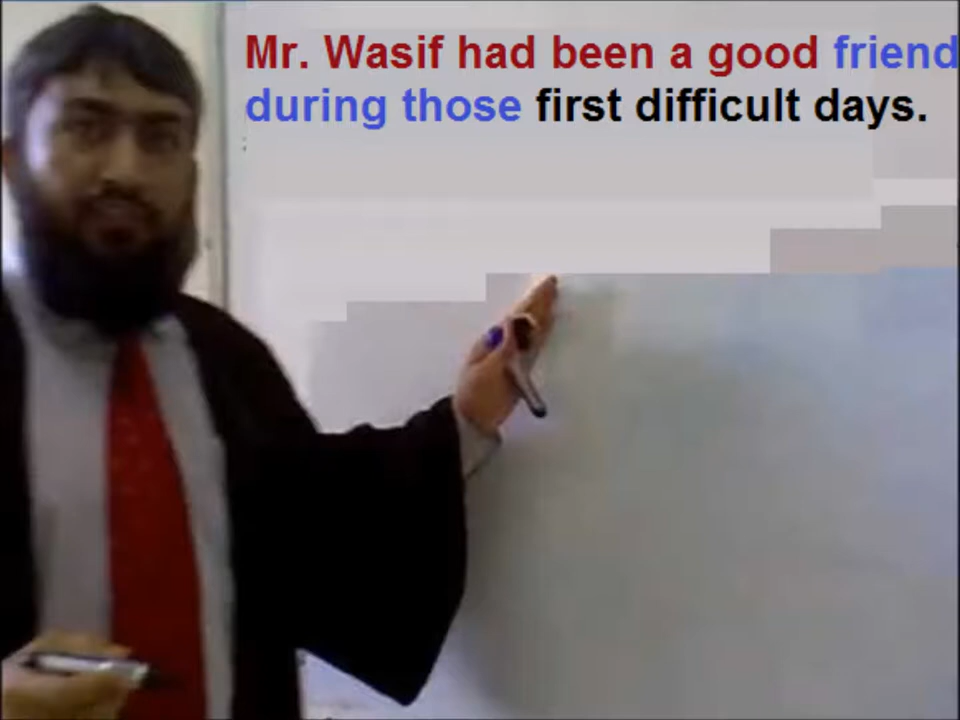 Mr. Wasif had been a good friend
during those first difficult days.